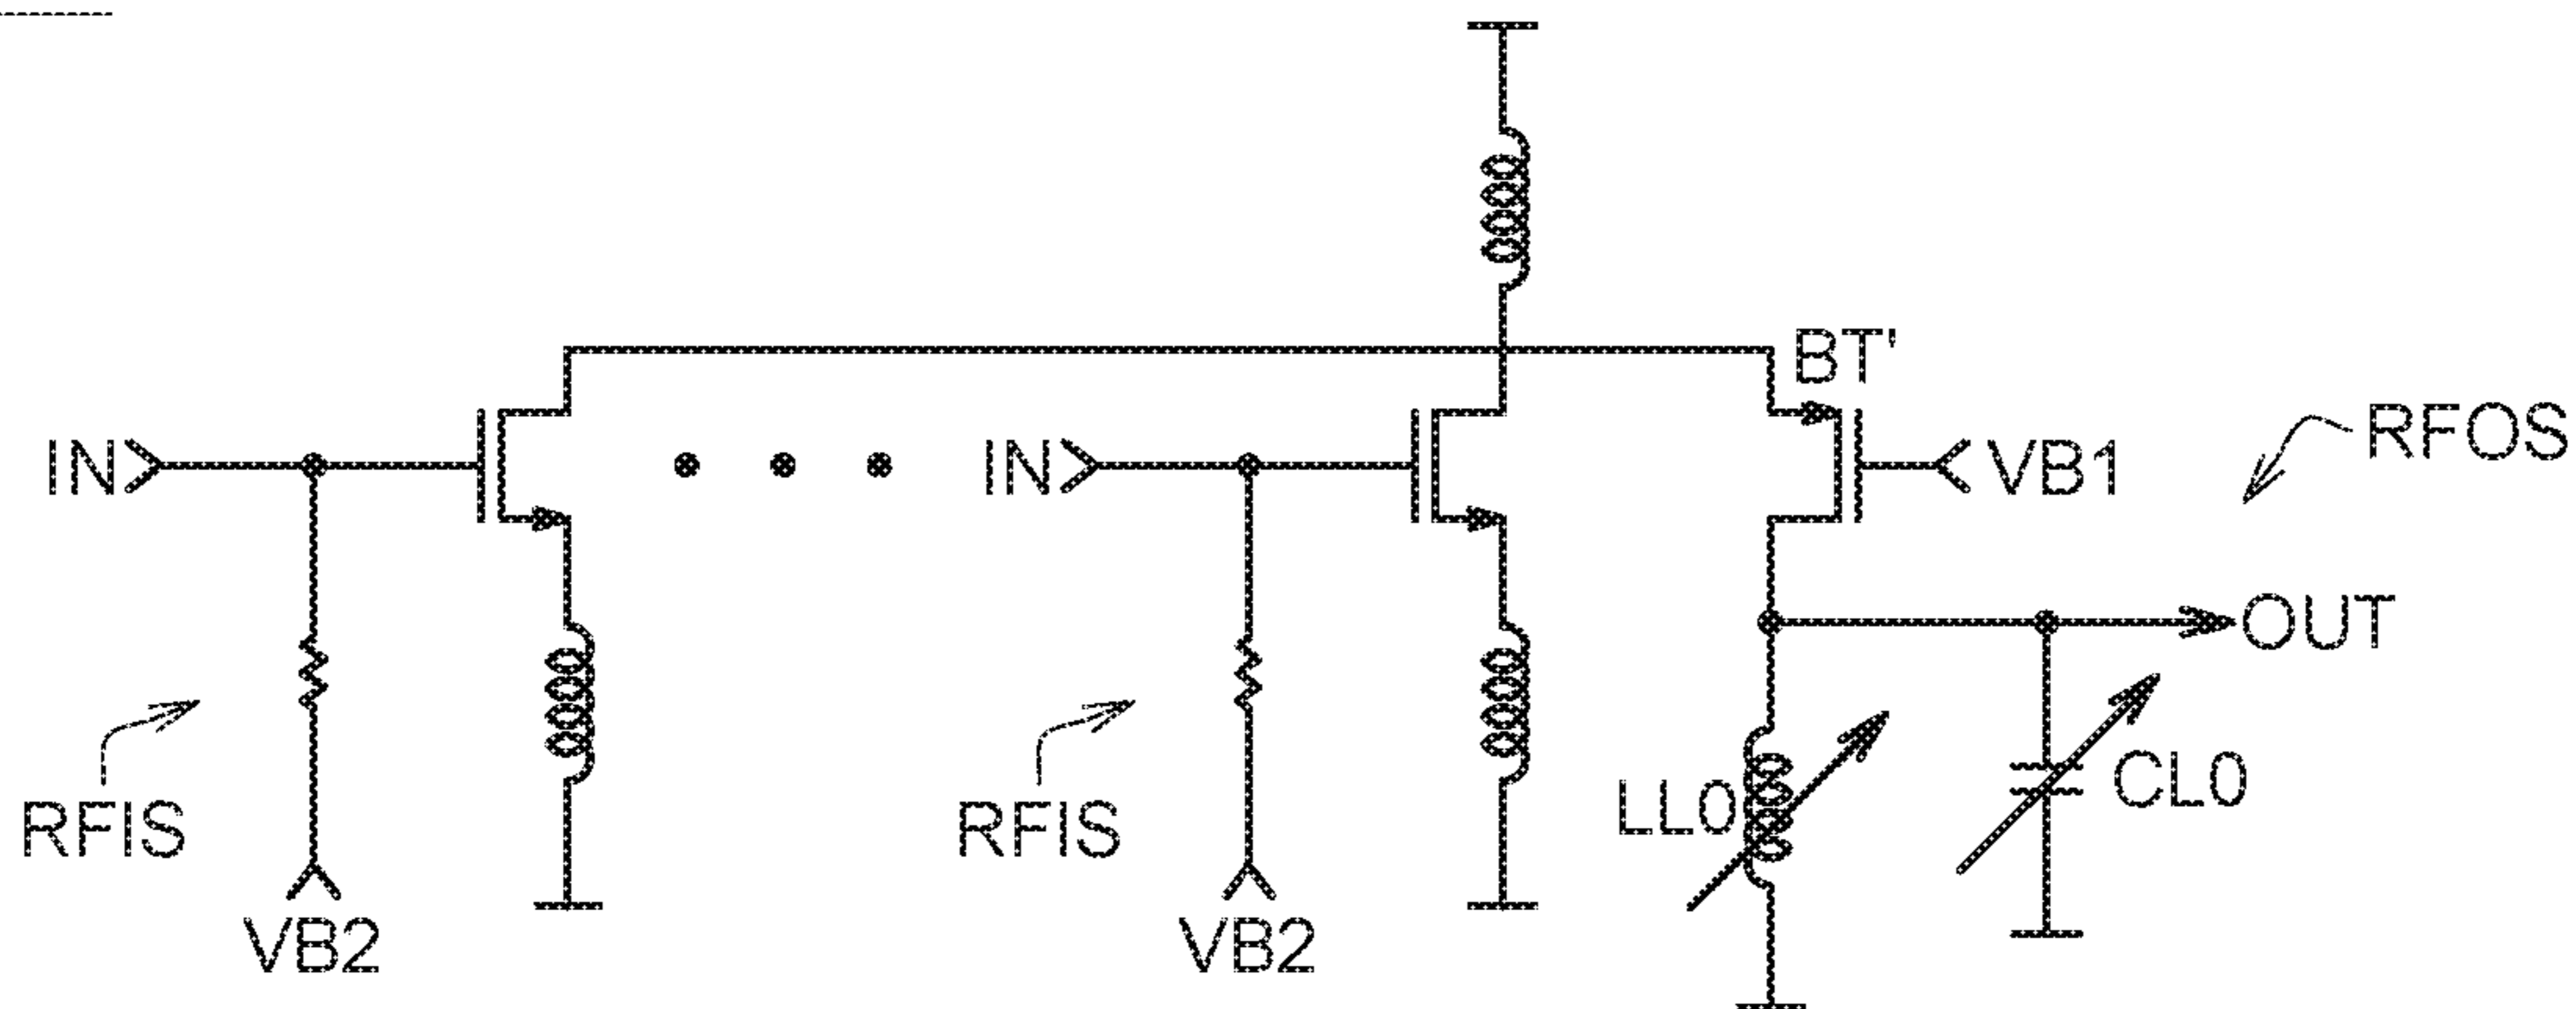 BT'
IN
IN
VB1
RFOS
OUT
LL0
CL0
RFIS
RFIS
VB2
VB2